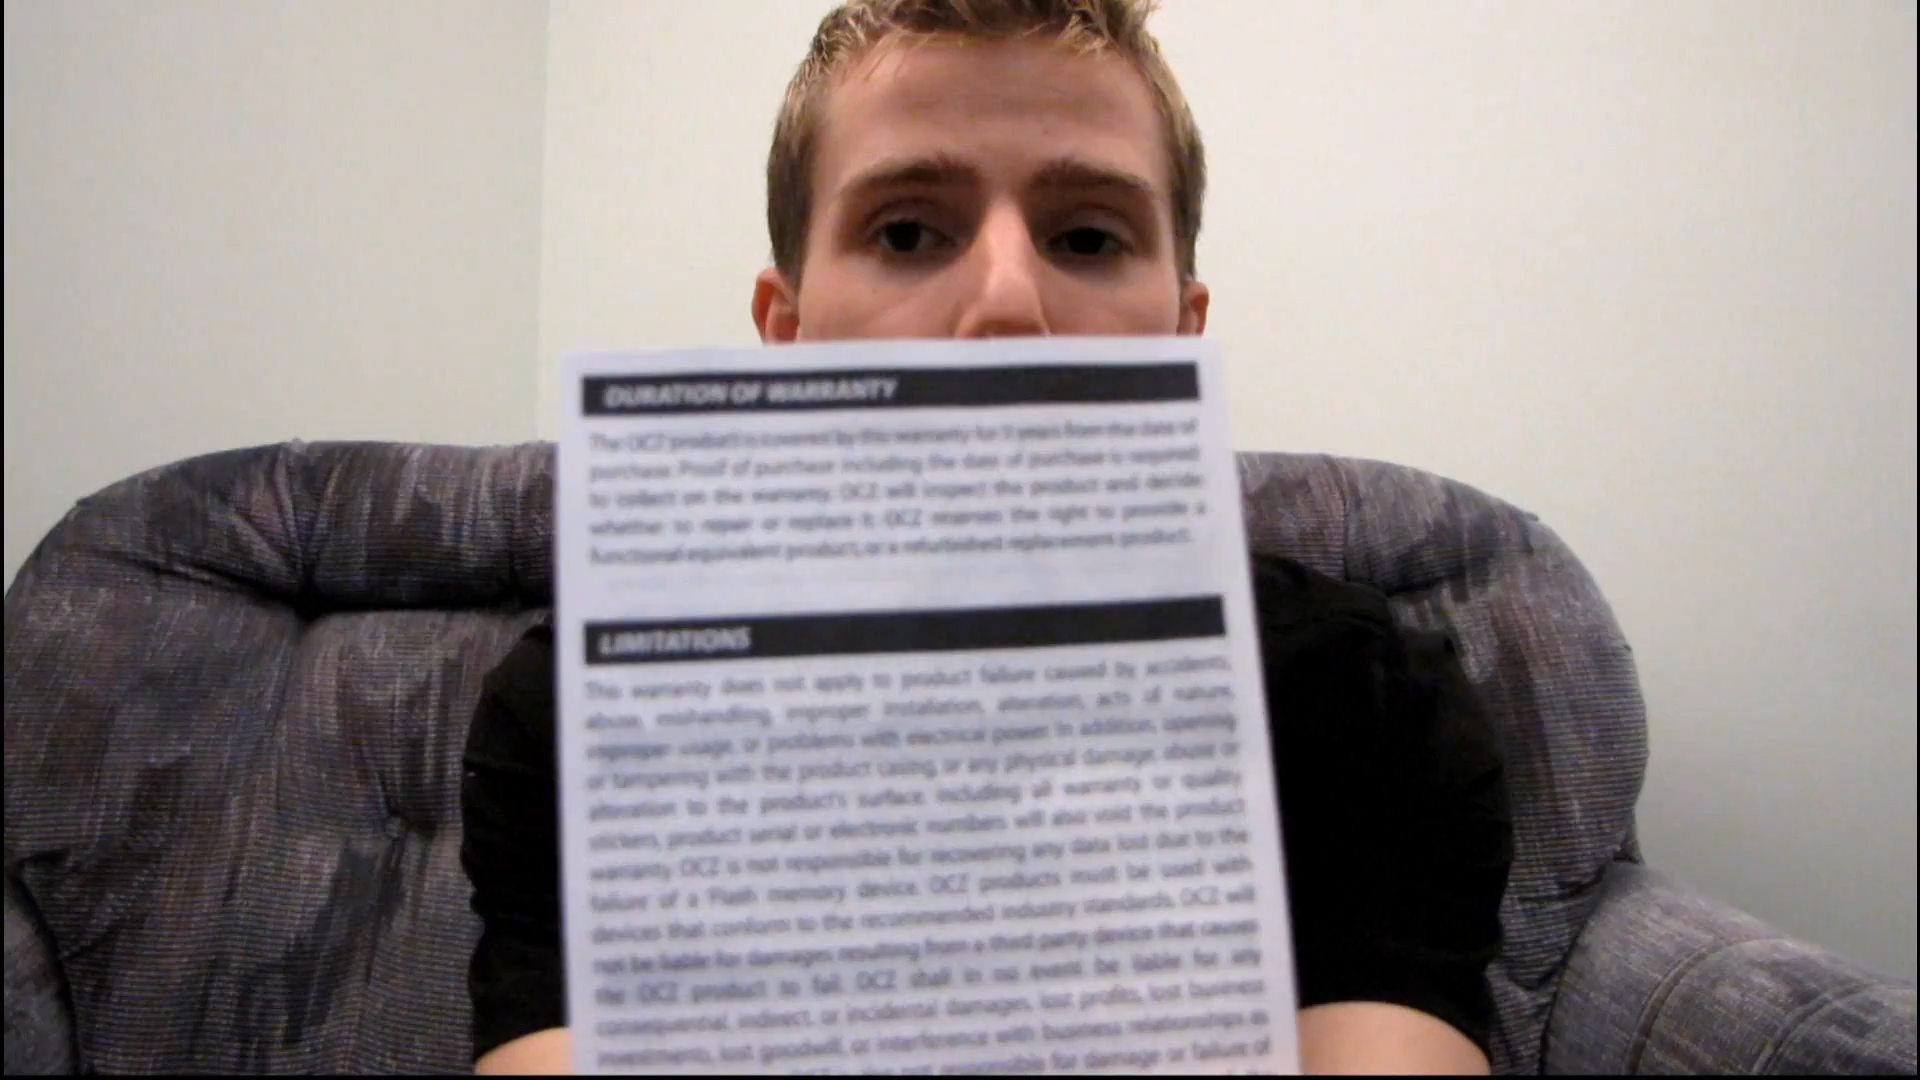 DURATION OF WARRANTY
The OCZ product is covered by this warranty for 3 years from the date of
purchase. Proof of purchase including the date of purchase is required
to collect on the warranty. OCZ will inspect the product and decide
whether to repair or replace it. OCZ reserves the right to provide a
functional equivalent product, or a refurbished replacement product.
LIMITATIONS
This warranty does not apply to product failure caused by accidents,
abuse, mishandling, improper installation, alteration, acts of nature,
improper usage, or problems with electrical power. In addition, opening
or tampering with the product casing, or any physical damage, abuse or
alteration to the product's surface including all warranty or quality
stickers, product serial or electronic numbers will also void the product
warranty. OCZ is not responsible for recovering any data lost due to the
failure of a Flash memory device. OCZ products must be used with
devices that conform to the recommended industry standards. OCZ will
not be liable for damages resulting from a third party device that causes
the OCZ product to fail. OCZ shall in no event be liable for any
consequential, indirect, or incidental damages, lost profits, lost business
investments, lost goodwill, or interference with business relationships as
not responsible for damage or failure of